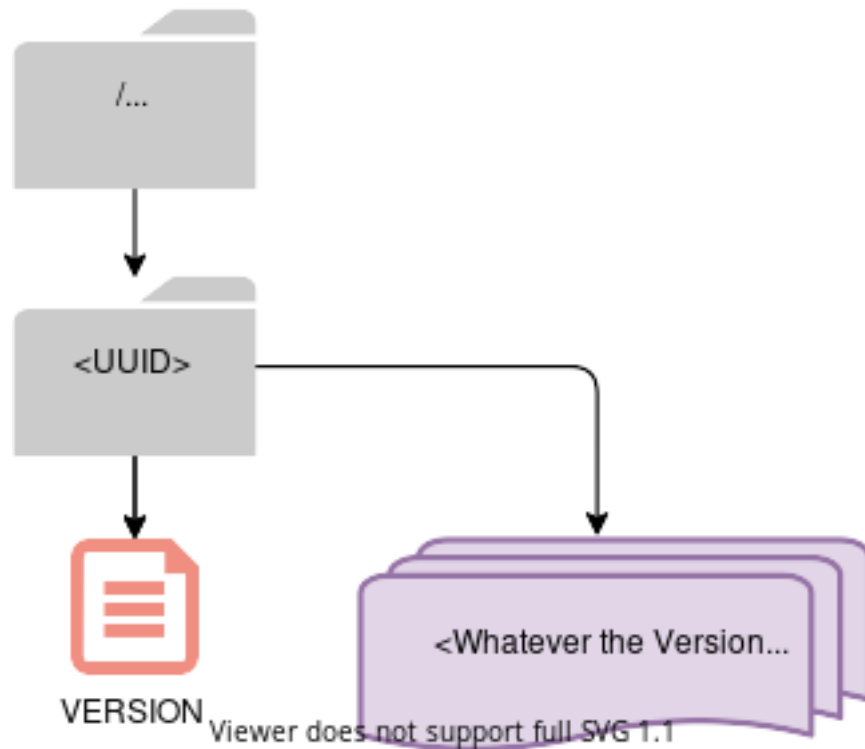 /...
<UUID>
<Whatever the Version...
VERSION
Viewer does not support full SVG 1.1